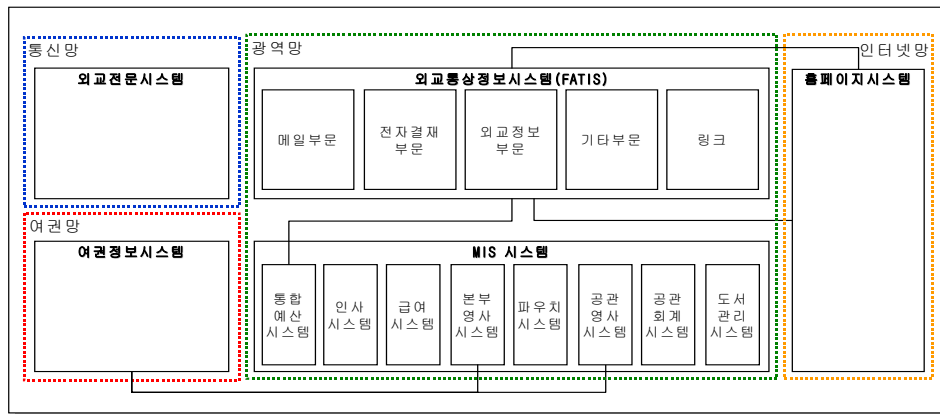 통신망
외교전문시스템
여권망
여권정보시스템
광역망
외교통상정보시스템(FATIS)
메일부문
전자결재
부문
외교정보
부문
기타부문
링크
MIS 시스템
통합
예산
시스템
인사
시스템
급여
시스템
본부
영사
시스템
파우치
시스템
공관
영사
시스템
공관
회계
시스템
도서
관리
시스템
인터넷망
홈페이지시스템